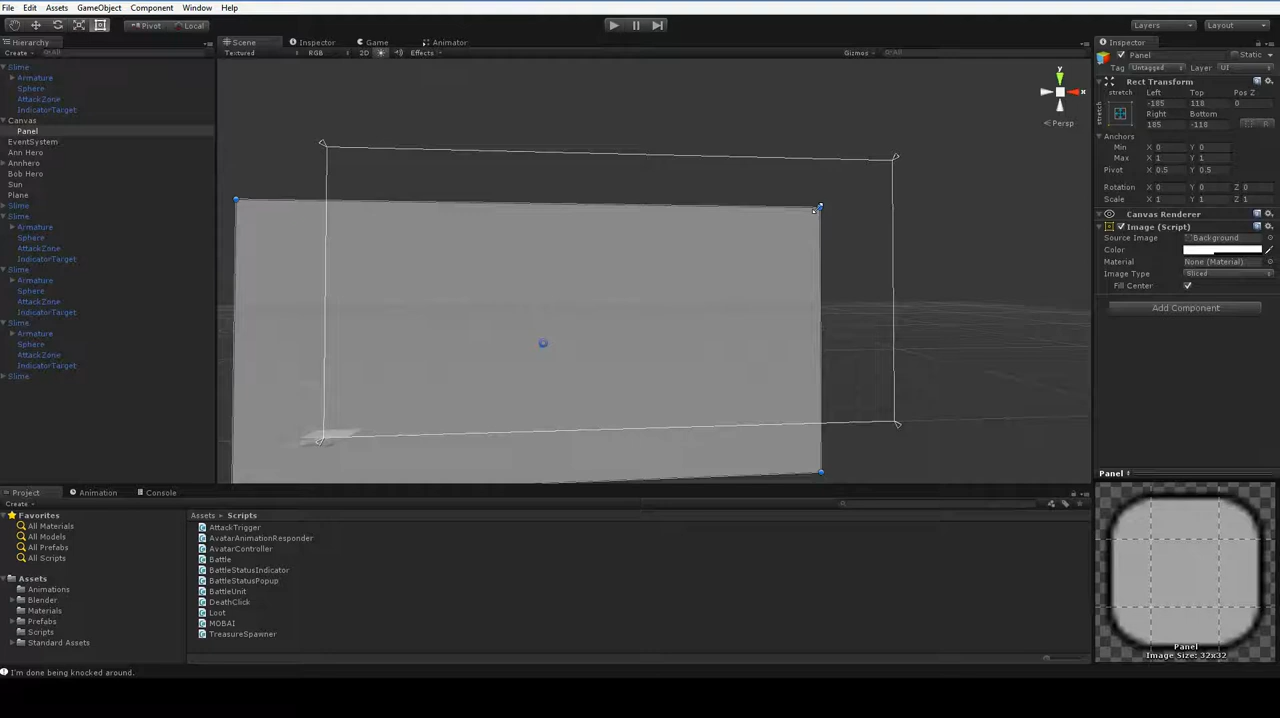 File Edit Assets GameObject Component Window Help
Pivot Local Layers Layout
Hierarchy Scene Inspector Game Animator Inspector
Create All Textured RGB 2D Effects Gizmos All Panel Static
Tag Untagged Layer UI
Slime
Armature
Sphere
AttackZone
IndicatorTarget
Canvas
Panel
EventSystem
Ann Hero
Annhero
Bob Hero
Sun
Plane
Slime
Slime
Armature
Sphere
AttackZone
IndicatorTarget
Slime
Armature
Sphere
AttackZone
IndicatorTarget
Slime
Armature
Sphere
AttackZone
IndicatorTarget
Slime
y
x
< Persp
Rect Transform
stretch Left Top Pos Z
stretch -185 118 0
Right Bottom
185 -118 R
Anchors
Min X 0 Y 0
Max X 1 Y 1
Pivot X 0.5 Y 0.5
Rotation X 0 Y 0 Z 0
Scale X 1 Y 1 Z 1
Canvas Renderer
Image (Script)
Source Image Background
Color
Material None (Material)
Image Type Sliced
Fill Center
Add Component
Project Animation Console
Create
Favorites
All Materials
All Models
All Prefabs
All Scripts
Assets
Animations
Blender
Materials
Prefabs
Scripts
Standard Assets
Assets Scripts
AttackTrigger
AvatarAnimationResponder
AvatarController
Battle
BattleStatusIndicator
BattleStatusPopup
BattleUnit
DeathClick
Loot
MOBAI
TreasureSpawner
Panel
Panel
Image Size: 32x32
I'm done being knocked around.